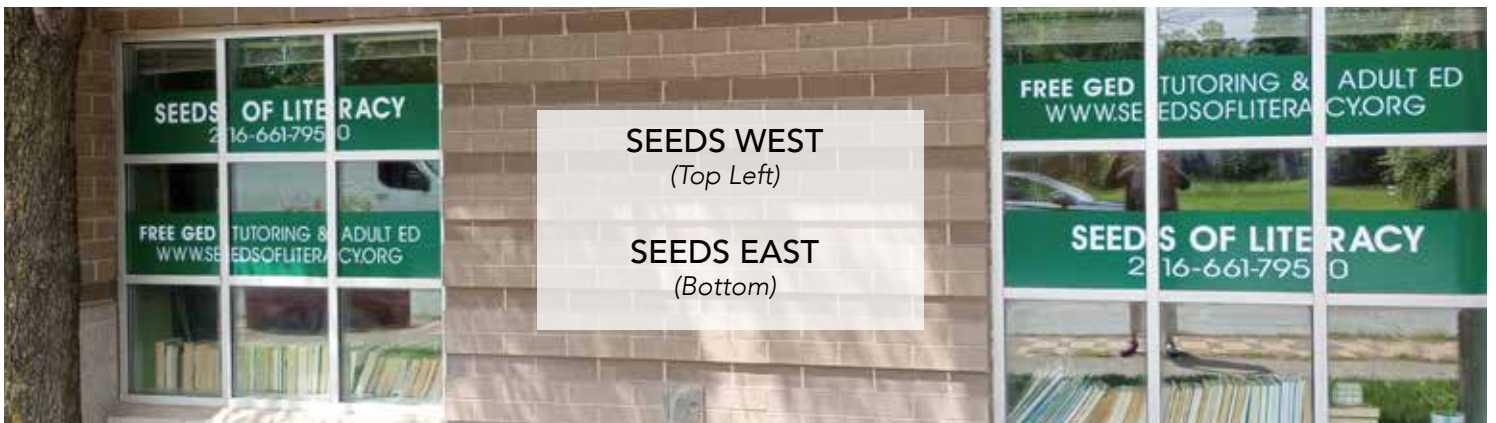 SEEDS OF LITERACY
216-661-7950
FREE GED TUTORING & ADULT ED
WWW.SEEDSOFLITERACY.ORG
SEEDS WEST
(Top Left)
SEEDS EAST
(Bottom)
FREE GED TUTORING & ADULT ED
WWW.SEEDSOFLITERACY.ORG
SEEDS OF LITERACY
216-661-7950